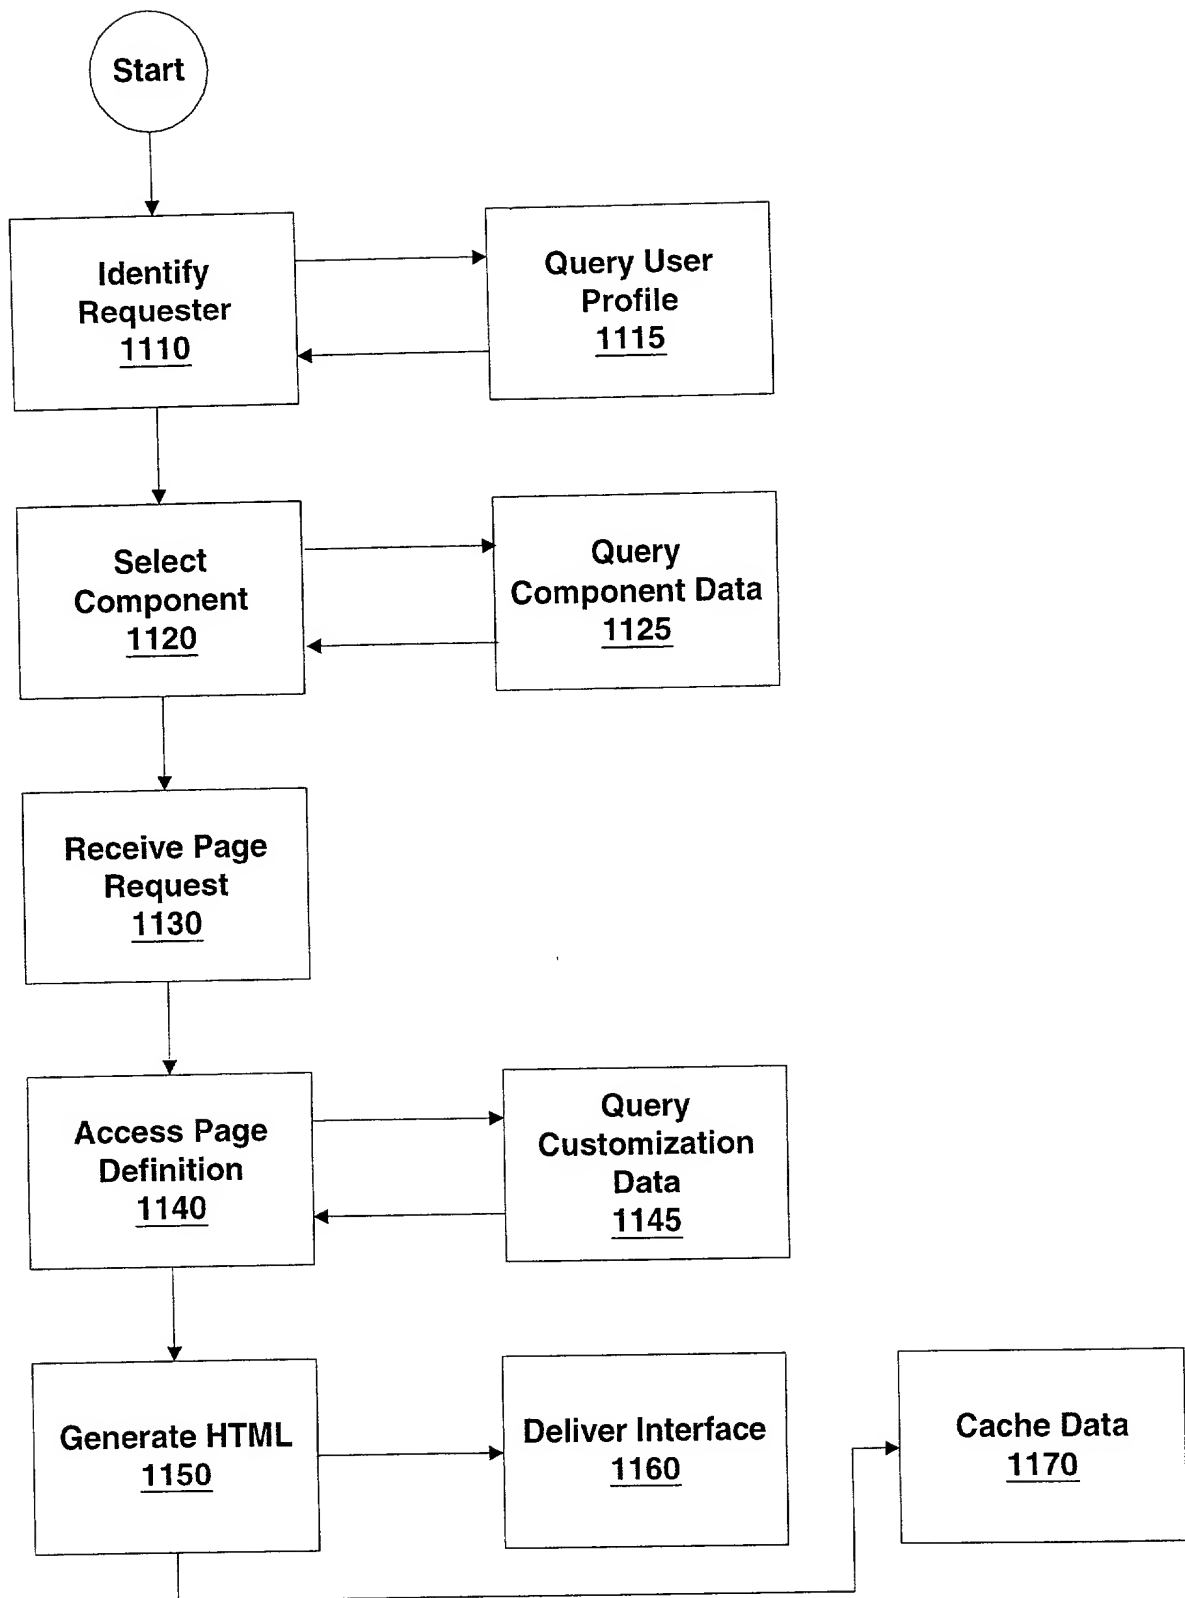 Start
Identify
Requester
1110
Query User
Profile
1115
Select
Component
1120
Query
Component Data
1125
Receive Page
Request
1130
Access Page
Definition
1140
Query
Customization
Data
1145
Generate HTML
1150
Deliver Interface
1160
Cache Data
1170